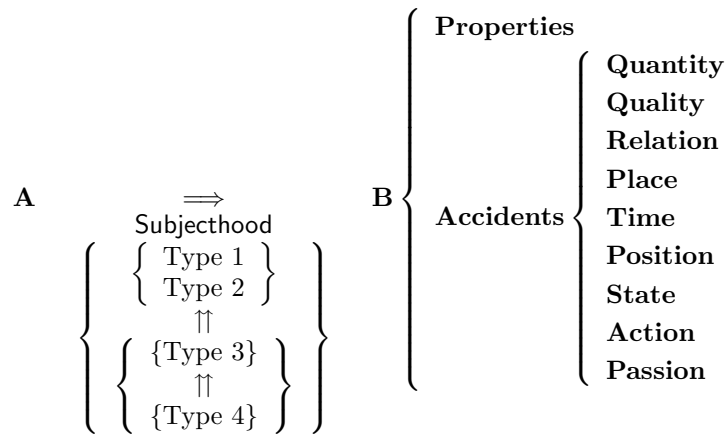 Properties
Quantity
Quality
Relation
Place
Time
Position
State
Action
Passion
Accidents
A ⟹ B
Subjecthood
Type 1
Type 2
⇈
{Type 3}
⇈
{Type 4}